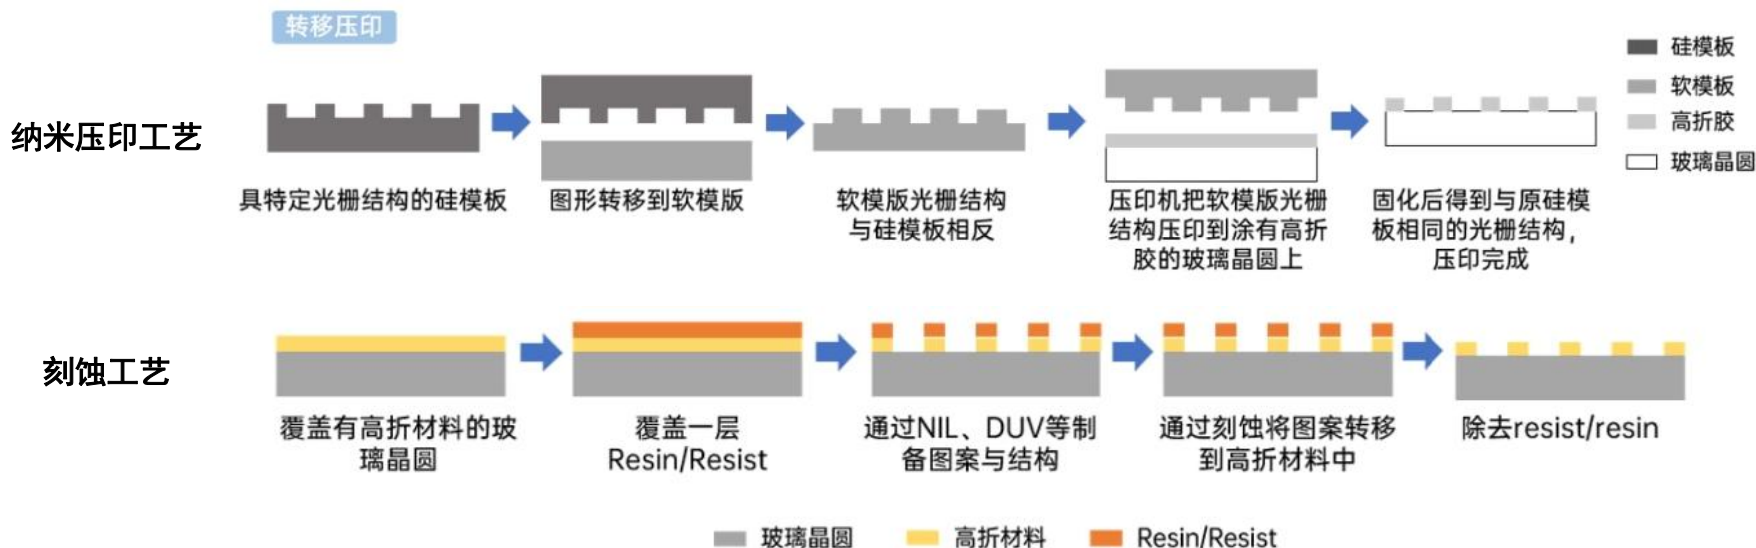 转移压印
纳米压印工艺
具特定光栅结构的硅模板
图形转移到软模版
软模版光栅结构
与硅模板相反
压印机把软模版光栅
结构压印到涂有高折
胶的玻璃晶圆上
固化后得到与原硅模
板相同的光栅结构，
压印完成
硅模板
软模板
高折胶
玻璃晶圆
刻蚀工艺
覆盖有高折材料的玻
璃晶圆
覆盖一层
Resin/Resist
通过NIL、DUV等制
备图案与结构
通过刻蚀将图案转移
到高折材料中
除去resist/resin
玻璃晶圆
高折材料
Resin/Resist